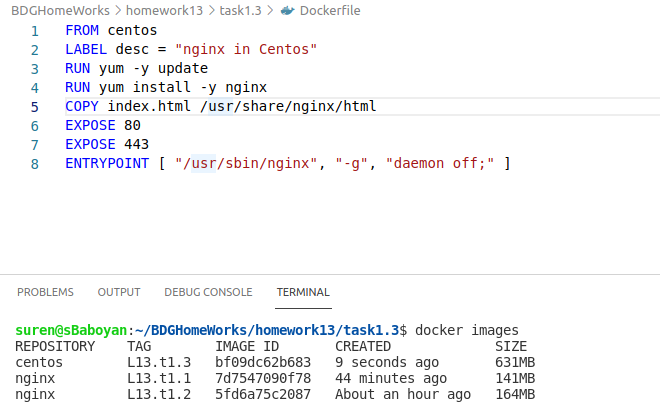 BDGHomeWorks > homework13 > task1.3 > Dockerfile
1 FROM centos
2 LABEL desc = "nginx in Centos"
3 RUN yum -y update
4 RUN yum install -y nginx
5 COPY index.html /usr/share/nginx/html
6 EXPOSE 80
7 EXPOSE 443
8 ENTRYPOINT [ "/usr/sbin/nginx", "-g", "daemon off;" ]
PROBLEMS OUTPUT DEBUG CONSOLE TERMINAL
suren@sBaboyan:~/BDGHomeWorks/homework13/task1.3$ docker images
REPOSITORY TAG IMAGE ID CREATED SIZE
centos L13.t1.3 bf09dc62b683 9 seconds ago 631MB
nginx L13.t1.1 7d7547090f78 44 minutes ago 141MB
nginx L13.t1.2 5fd6a75c2087 About an hour ago 164MB